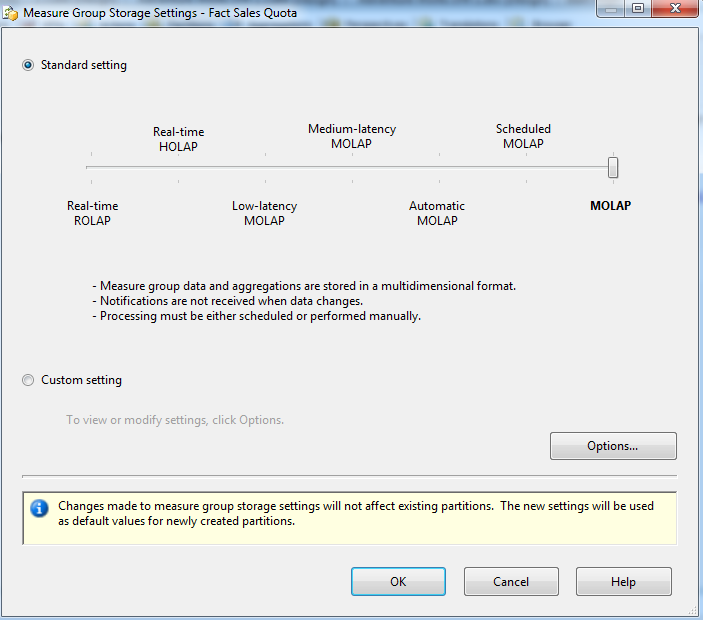 Measure Group Storage Settings - Fact Sales Quota
Standard setting
Real-time
HOLAP
Medium-latency
MOLAP
Scheduled
MOLAP
Real-time
ROLAP
Low-latency
MOLAP
Automatic
MOLAP
MOLAP
- Measure group data and aggregations are stored in a multidimensional format.
- Notifications are not received when data changes.
- Processing must be either scheduled or performed manually.
Custom setting
To view or modify settings, click Options.
Options...
Changes made to measure group storage settings will not affect existing partitions.  The new settings will be used
as default values for newly created partitions.
OK
Cancel
Help